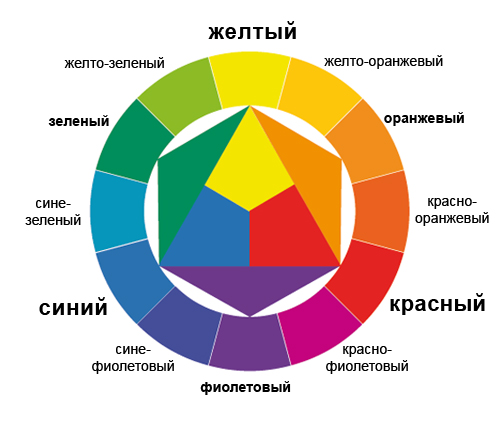 желтый
желто-зеленый
желто-оранжевый
зеленый
оранжевый
сине-
зеленый
красно-
оранжевый
синий
красный
сине-
фиолетовый
красно-
фиолетовый
фиолетовый